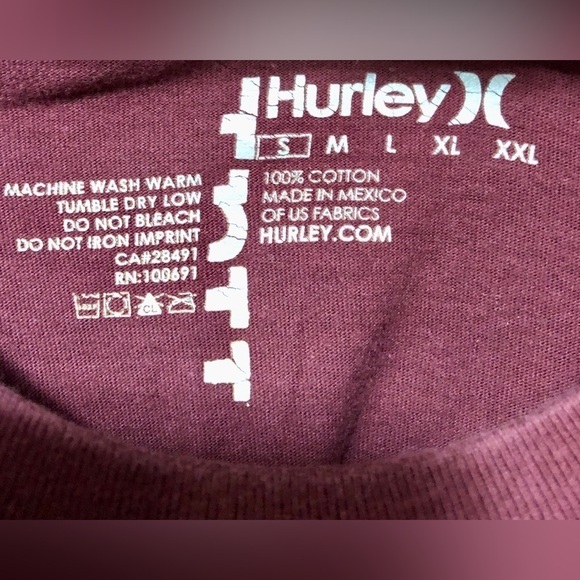 Hurley
S M L XL XXL
100% COTTON
MADE IN MEXICO
OF US FABRICS
HURLEY.COM
MACHINE WASH WARM
TUMBLE DRY LOW
DO NOT BLEACH
DO NOT IRON IMPRINT
CA#28491
RN:100691
CL